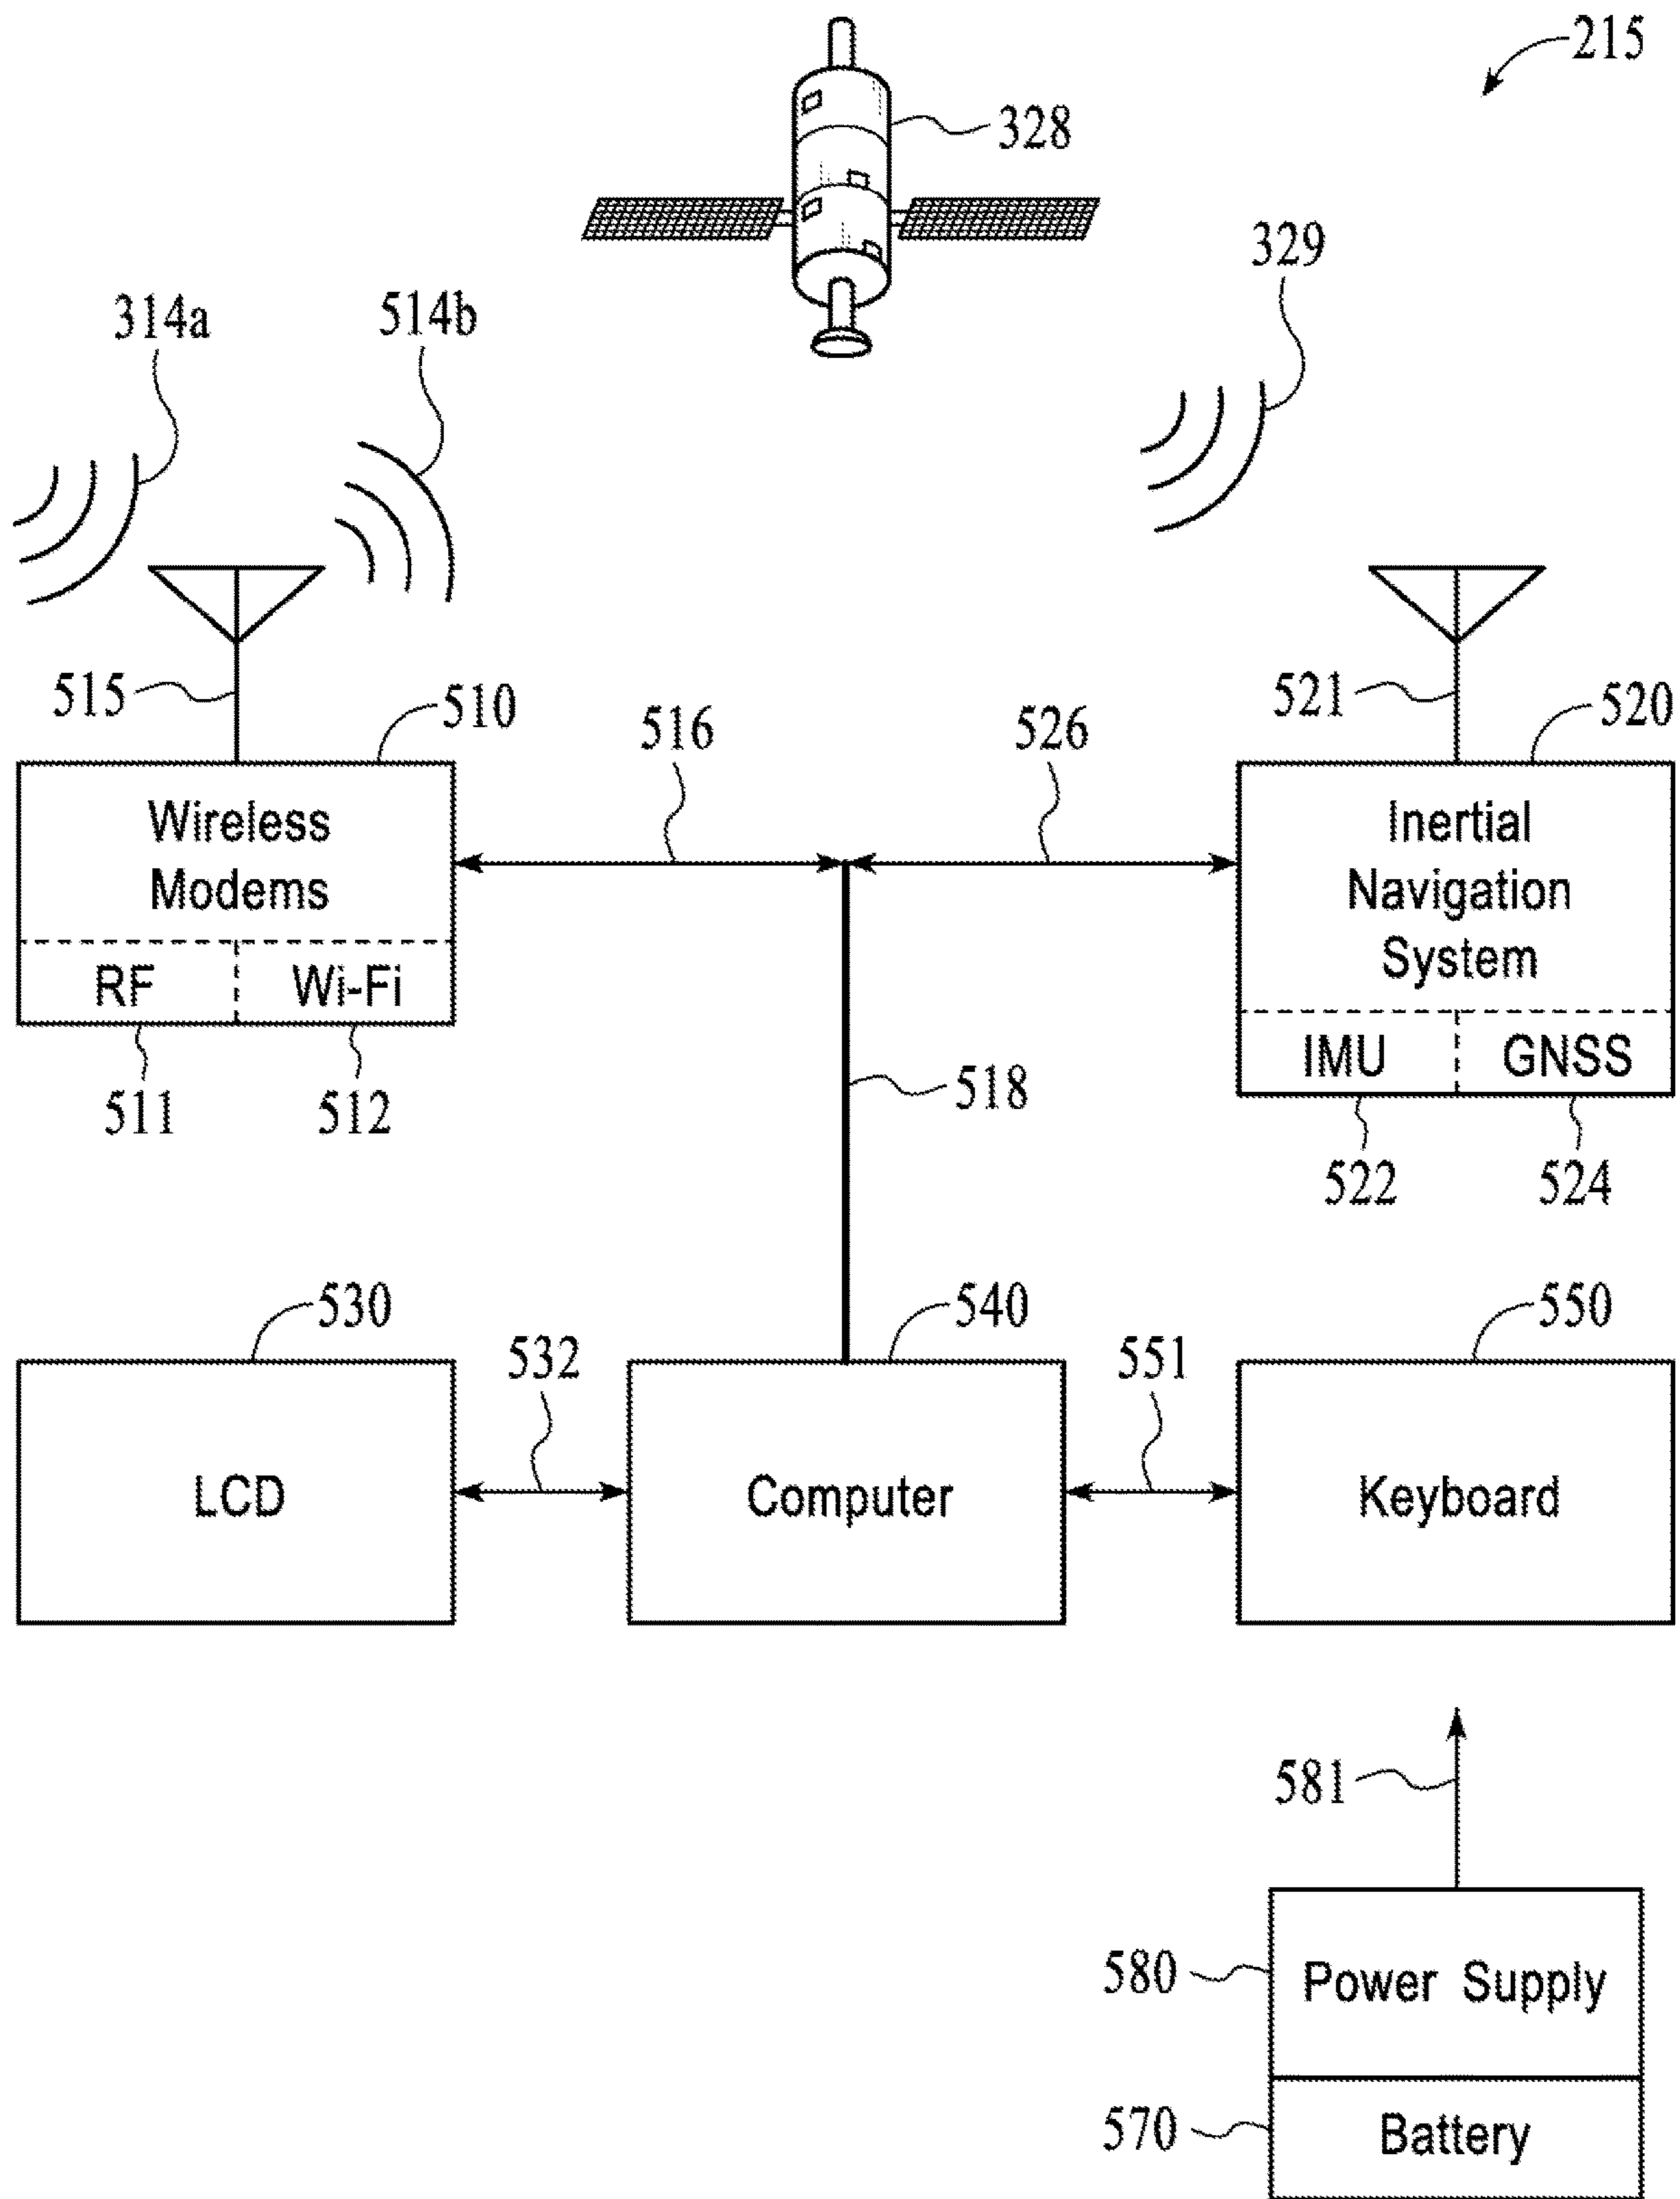 215
328
329
314a
514b
515
510
516
526
521
520
Wireless
Modems
RF
Wi-Fi
Inertial
Navigation
System
IMU
GNSS
511
512
518
522
524
530
540
550
532
551
LCD
Computer
Keyboard
581
580
Power Supply
570
Battery